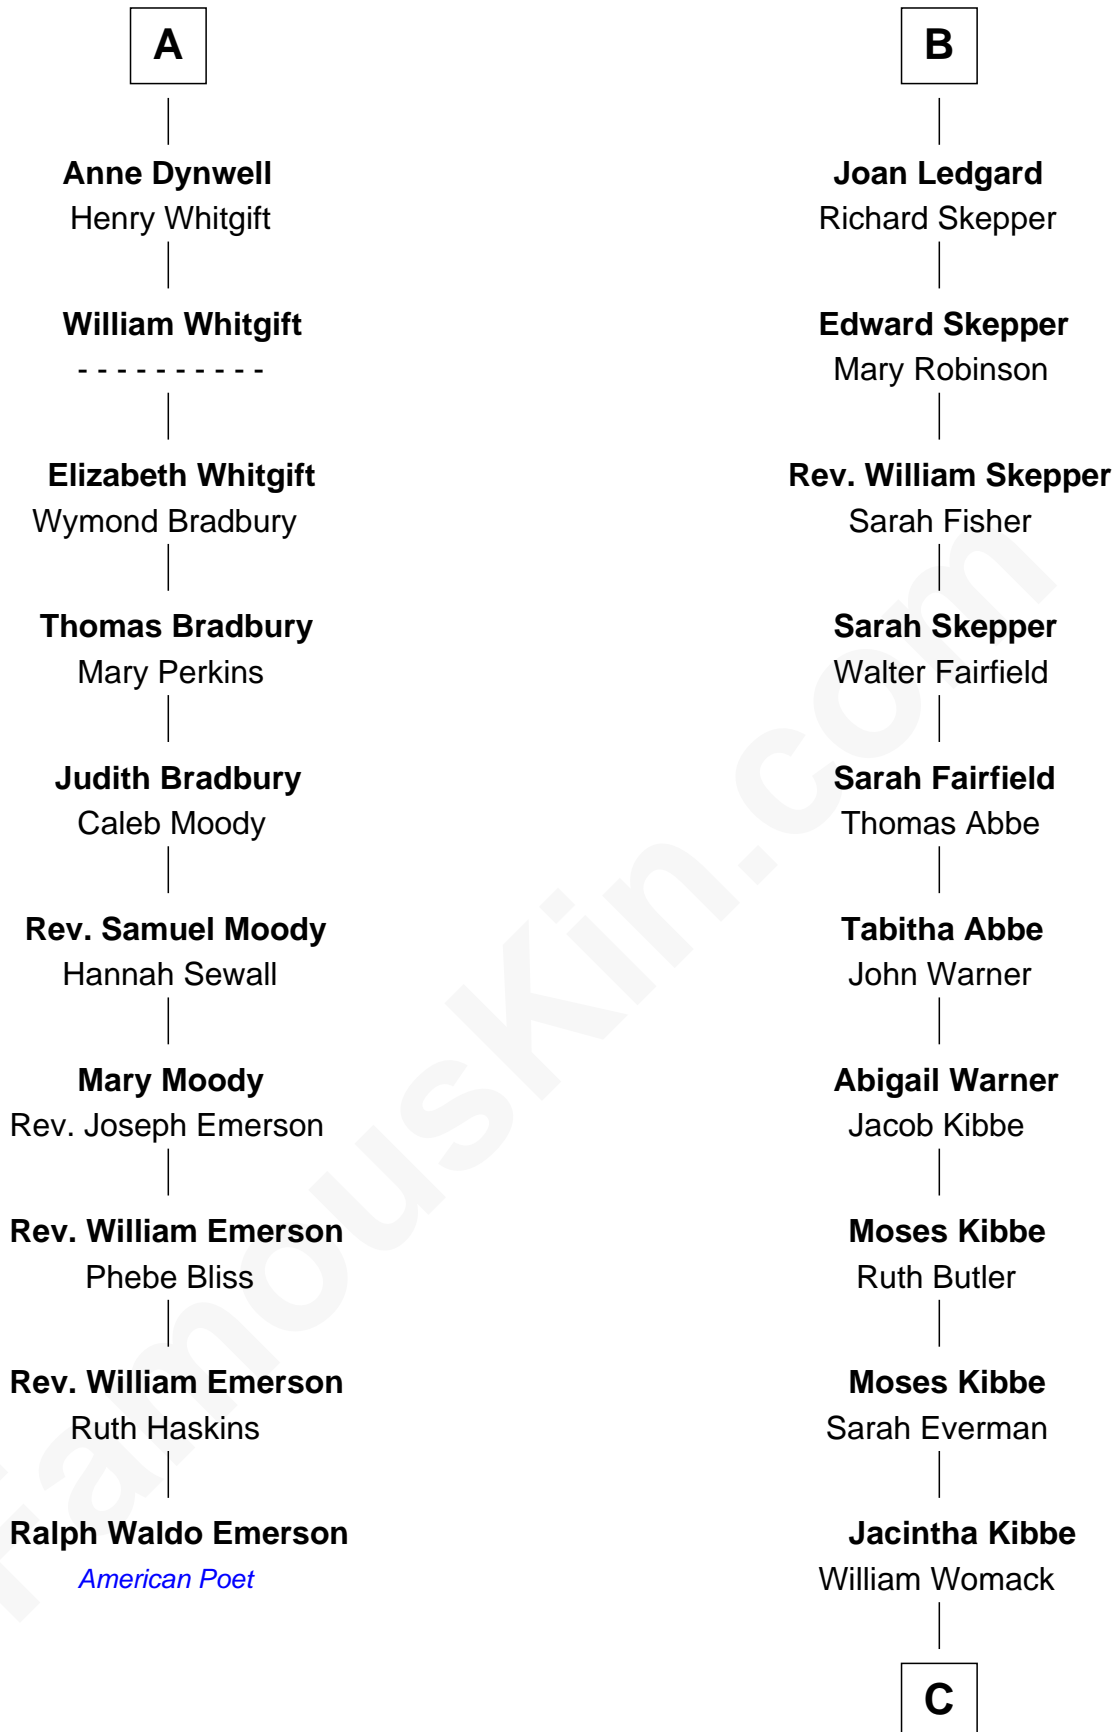 A
Anne Dynwell
Henry Whitgift
William Whitgift
- - - - - - - - - -
Elizabeth Whitgift
Wymond Bradbury
Thomas Bradbury
Mary Perkins
Judith Bradbury
Caleb Moody
Rev. Samuel Moody
Hannah Sewall
Mary Moody
Rev. Joseph Emerson
Rev. William Emerson
Phebe Bliss
Rev. William Emerson
Ruth Haskins
Ralph Waldo Emerson
American Poet
B
Joan Ledgard
Richard Skepper
Edward Skepper
Mary Robinson
Rev. William Skepper
Sarah Fisher
Sarah Skepper
Walter Fairfield
Sarah Fairfield
Thomas Abbe
Tabitha Abbe
John Warner
Abigail Warner
Jacob Kibbe
Moses Kibbe
Ruth Butler
Moses Kibbe
Sarah Everman
Jacintha Kibbe
William Womack
C
FamousKin.com